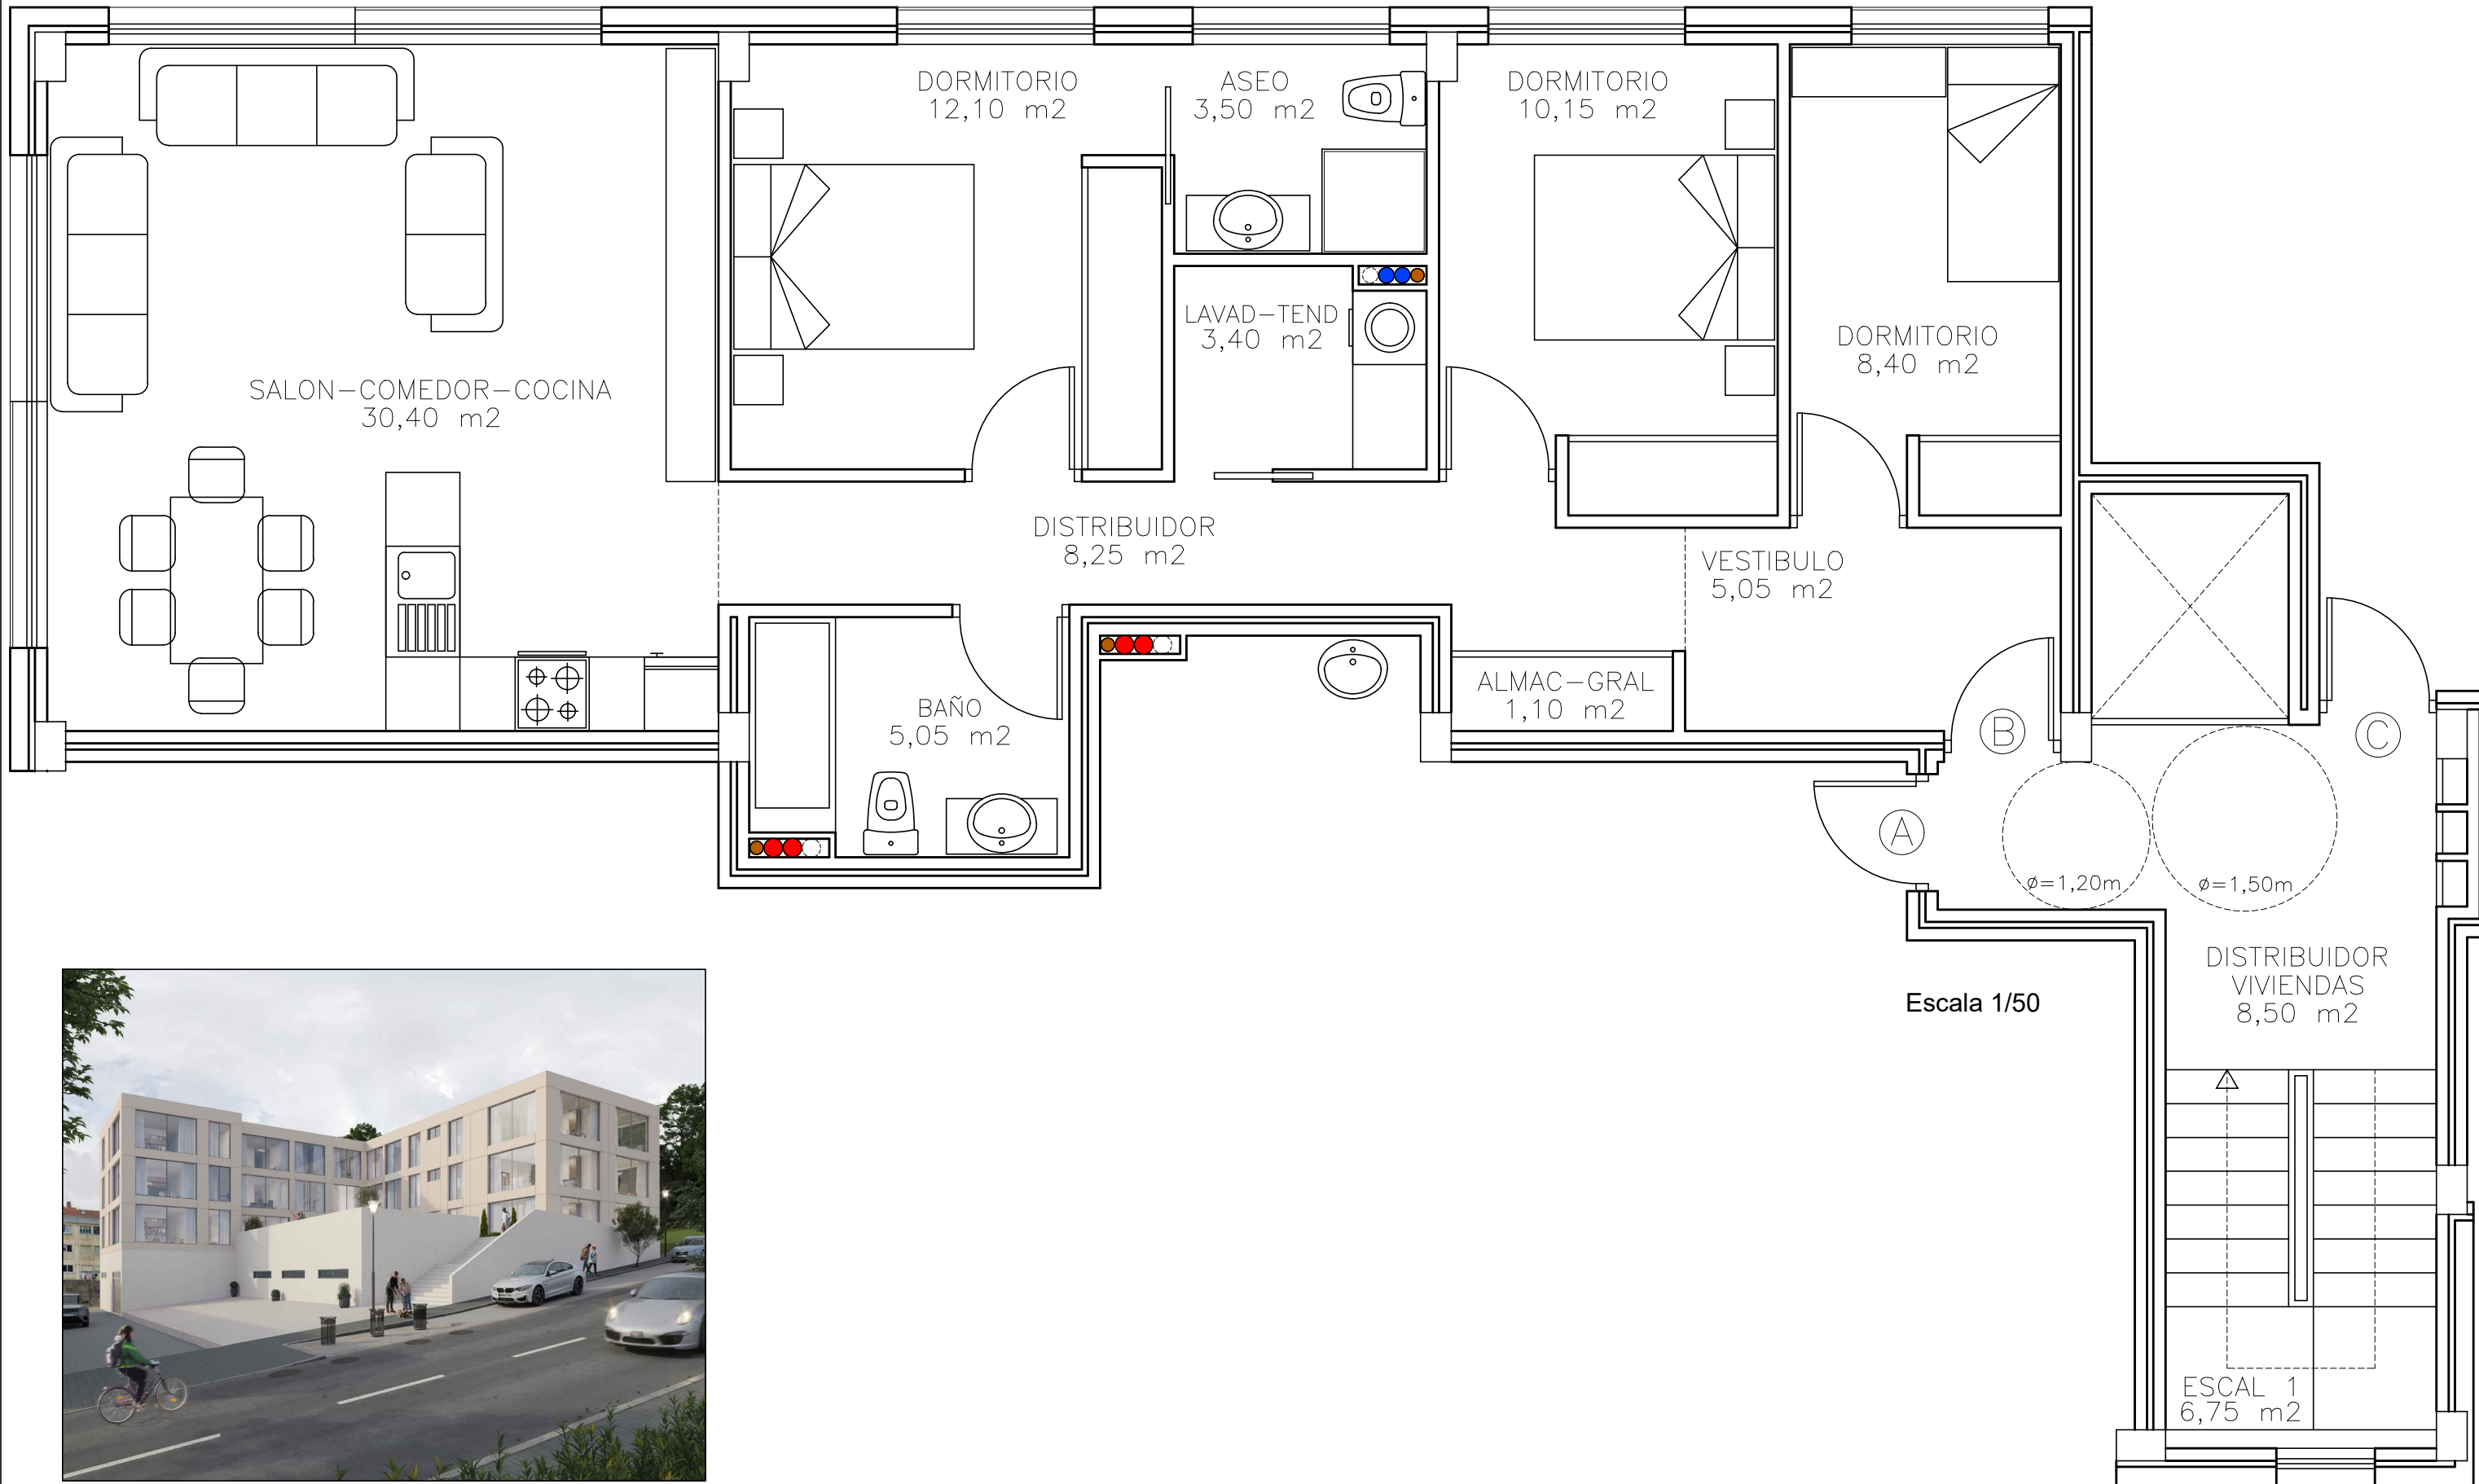 DORMITORIO
12,10 m2
ASEO
3,50 m2
DORMITORIO
10,15 m2
LAVAD-TEND
3,40 m2
DORMITORIO
8,40 m2
SALON-COMEDOR-COCINA
30,40 m2
DISTRIBUIDOR
8,25 m2
VESTIBULO
5,05 m2
ALMAC-GRAL
1,10 m2
BAÑO
5,05 m2
B
C
A
ø=1,20m
ø=1,50m
DISTRIBUIDOR
VIVIENDAS
8,50 m2
Escala 1/50
ESCAL 1
6,75 m2